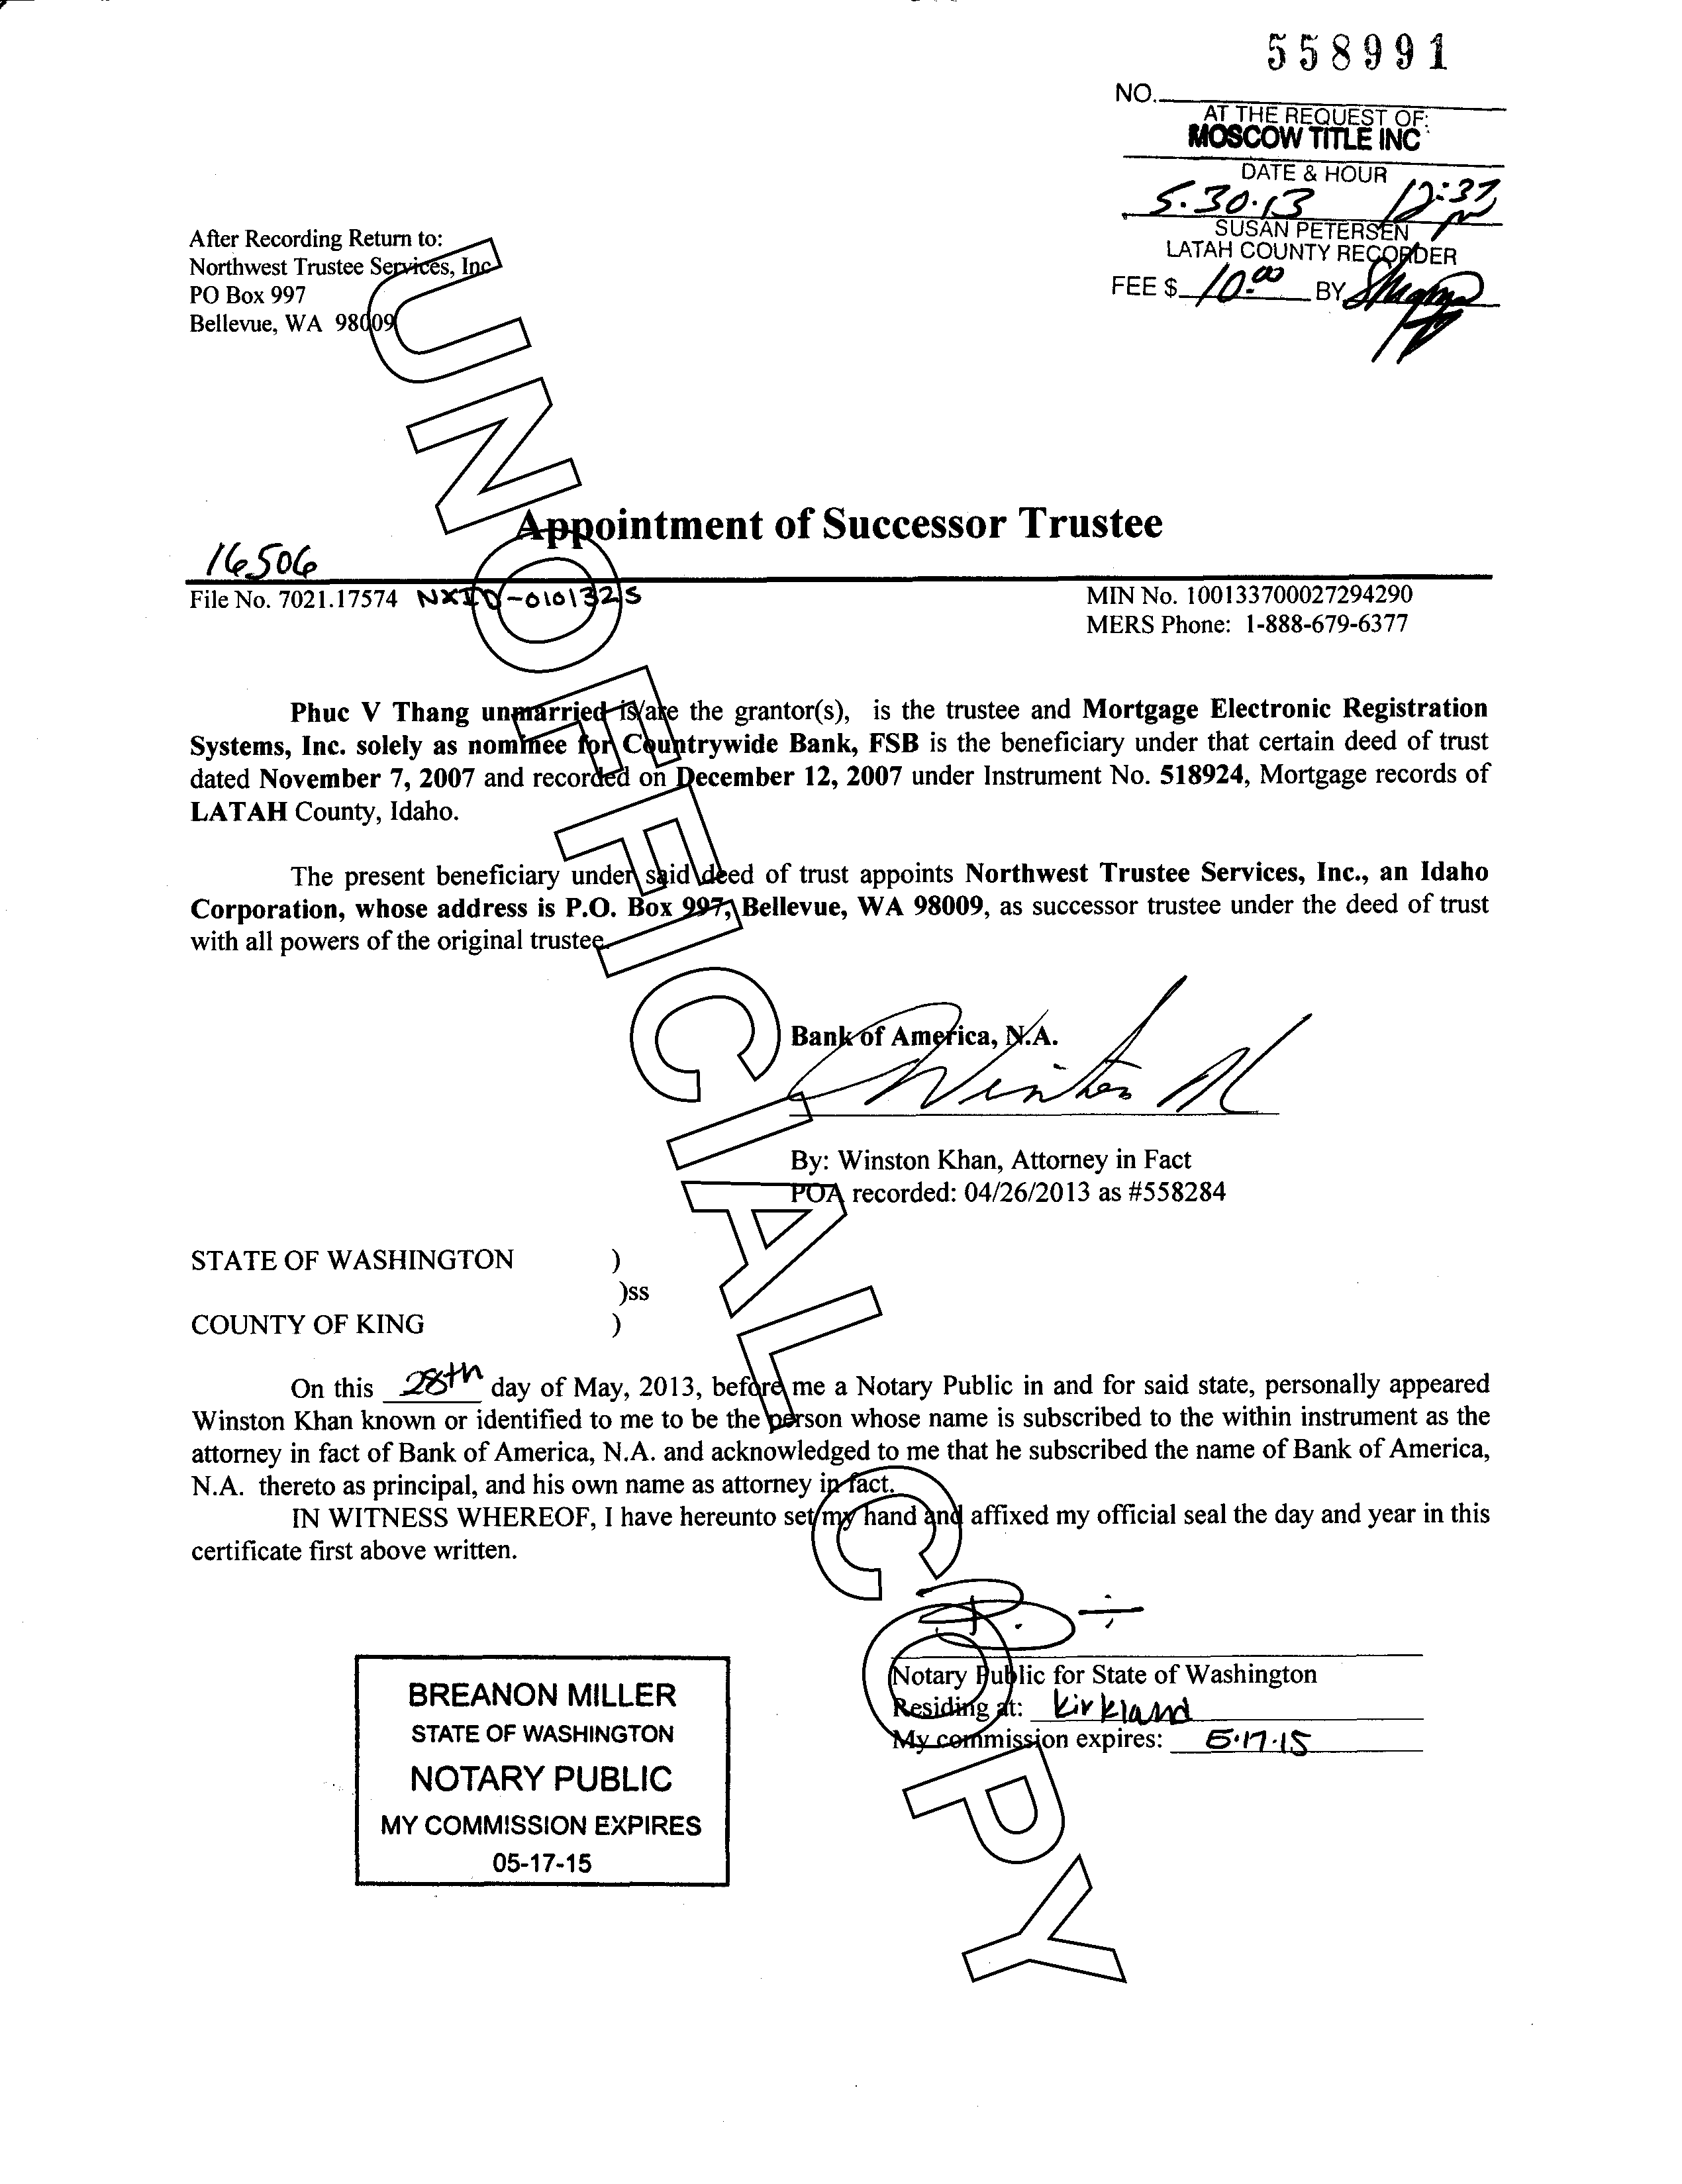 558991
NO.
AT THE REQUEST OF:
MOSCOW TITLE INC
DATE & HOUR
5.30.13 12:37 pm
SUSAN PETERSEN
LATAH COUNTY RECORDER
FEE $ 10.00 BY
After Recording Return to:
Northwest Trustee Services, Inc.
PO Box 997
Bellevue, WA 98009
Appointment of Successor Trustee
16506
File No. 7021.17574 NXID-0101325
MIN No. 100133700027294290
MERS Phone: 1-888-679-6377
Phuc V Thang unmarried is/are the grantor(s), is the trustee and Mortgage Electronic Registration
Systems, Inc. solely as nominee for Countrywide Bank, FSB is the beneficiary under that certain deed of trust
dated November 7, 2007 and recorded on December 12, 2007 under Instrument No. 518924, Mortgage records of
LATAH County, Idaho.
The present beneficiary under said deed of trust appoints Northwest Trustee Services, Inc., an Idaho
Corporation, whose address is P.O. Box 997, Bellevue, WA 98009, as successor trustee under the deed of trust
with all powers of the original trustee.
Bank of America, N.A.
Winston K
By: Winston Khan, Attorney in Fact
POA recorded: 04/26/2013 as #558284
STATE OF WASHINGTON )
)ss
COUNTY OF KING )
On this 28th day of May, 2013, before me a Notary Public in and for said state, personally appeared
Winston Khan known or identified to me to be the person whose name is subscribed to the within instrument as the
attorney in fact of Bank of America, N.A. and acknowledged to me that he subscribed the name of Bank of America,
N.A. thereto as principal, and his own name as attorney in fact.
IN WITNESS WHEREOF, I have hereunto set my hand and affixed my official seal the day and year in this
certificate first above written.
Notary Public for State of Washington
Residing at: Kirkland
My commission expires: 5.17.15
BREANON MILLER
STATE OF WASHINGTON
NOTARY PUBLIC
MY COMMISSION EXPIRES
05-17-15
UNOFFICIAL COPY